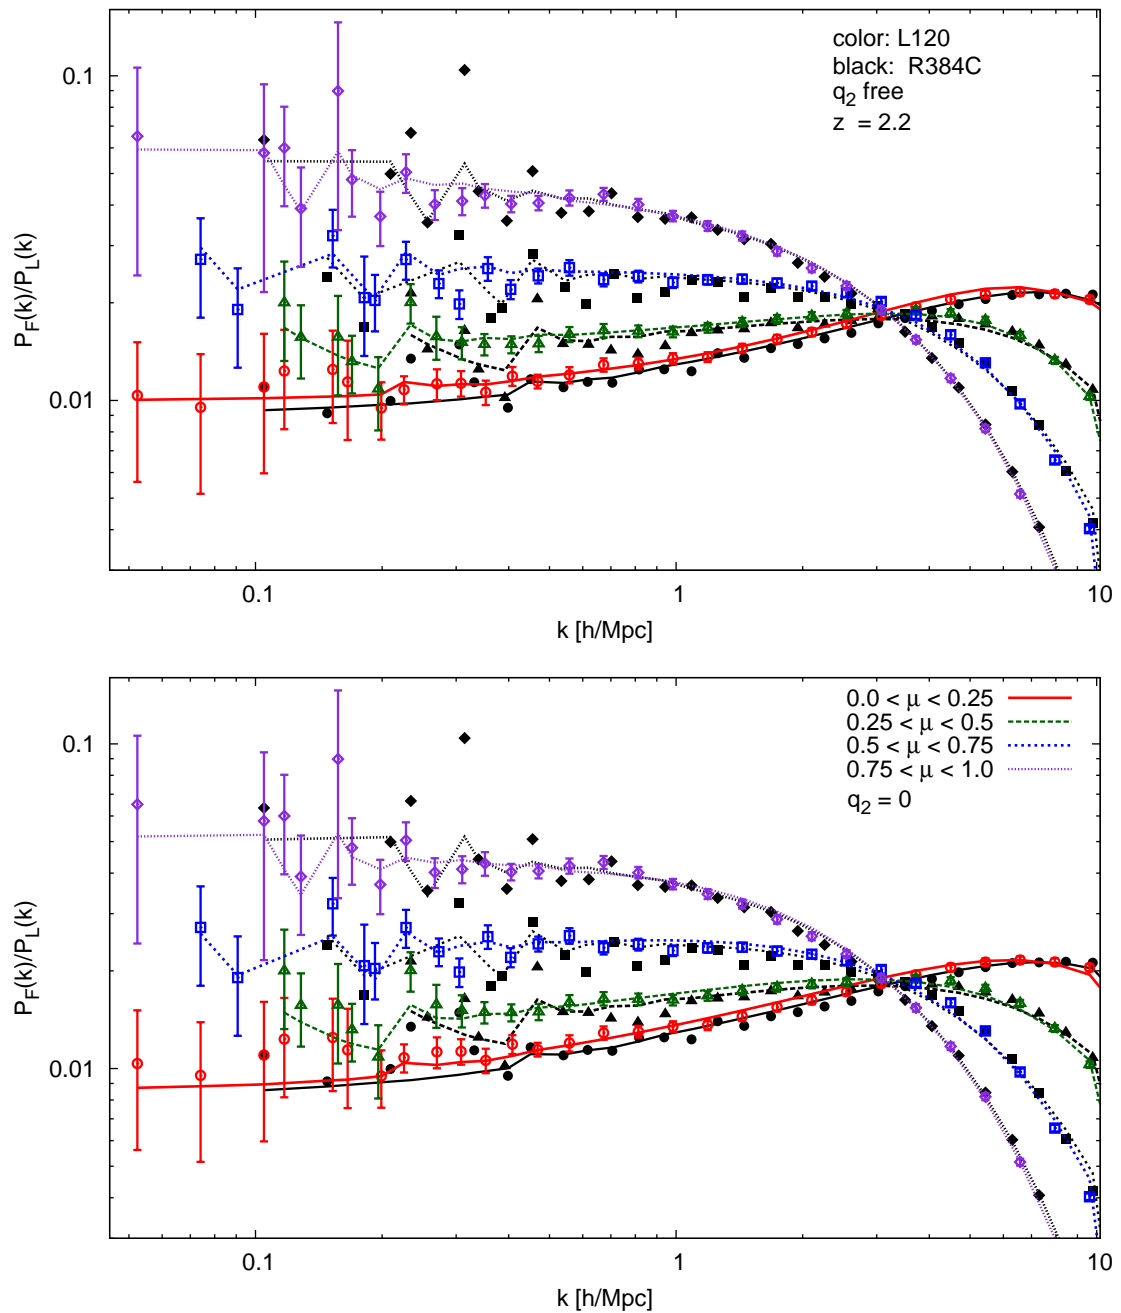 color: L120
black: R384C
q2 free
z = 2.2
0.1
0.01
PF(k)/PL(k)
0.1 1 10
k [h/Mpc]
0.0 < μ < 0.25
0.25 < μ < 0.5
0.5 < μ < 0.75
0.75 < μ < 1.0
q2 = 0
0.1
0.01
PF(k)/PL(k)
0.1 1 10
k [h/Mpc]